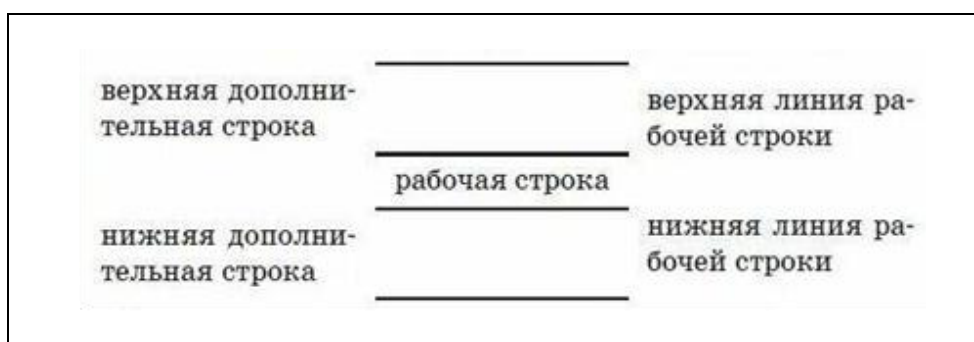 верхняя дополни-
тельная строка
верхняя линия ра-
бочей строки
рабочая строка
нижняя дополни-
тельная строка
нижняя линия ра-
бочей строки